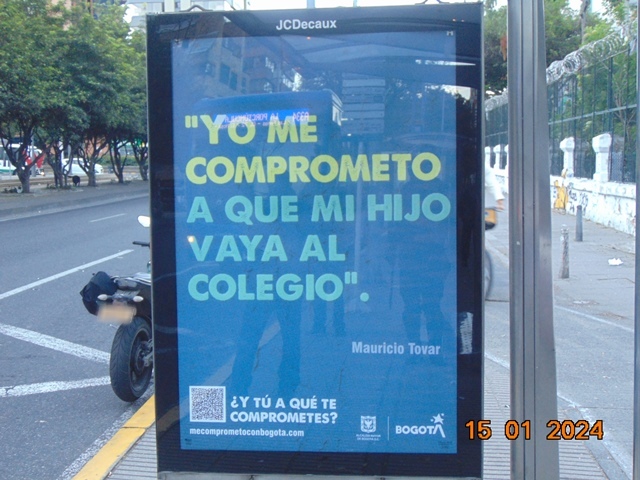 JCDecaux
"YO ME
COMPROMETO
A QUE MI HIJO
VAYA AL
COLEGIO".
Mauricio Tovar
¿Y TÚ A QUÉ TE
COMPROMETES?
mecomprometoconbogota.com
BOGOTÁ
15 01 2024